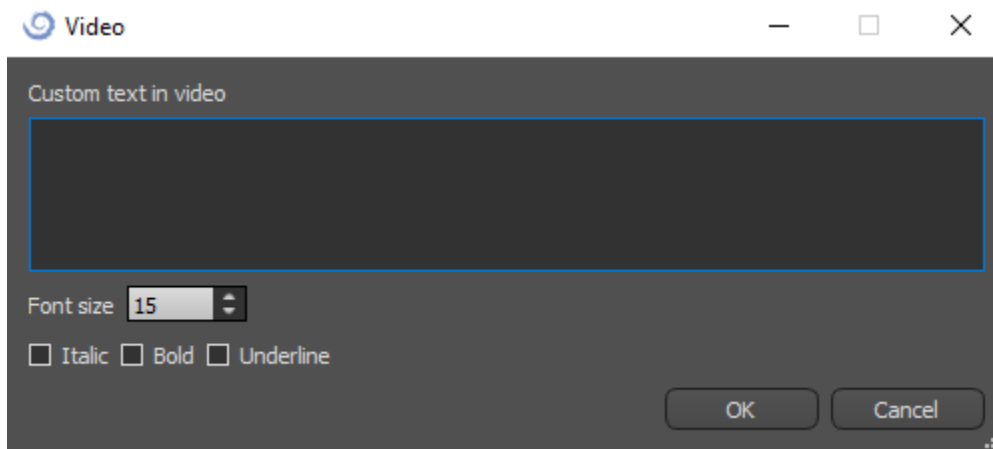 Video
Custom text in video
Font size 15
Italic Bold Underline
OK Cancel